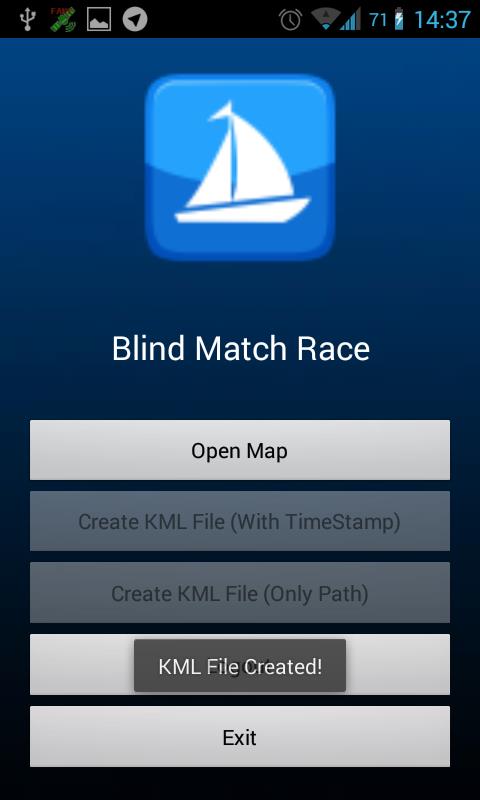 FAKE
71 14:37
Blind Match Race
Open Map
Create KML File (With TimeStamp)
Create KML File (Only Path)
KML File Created!
Exit